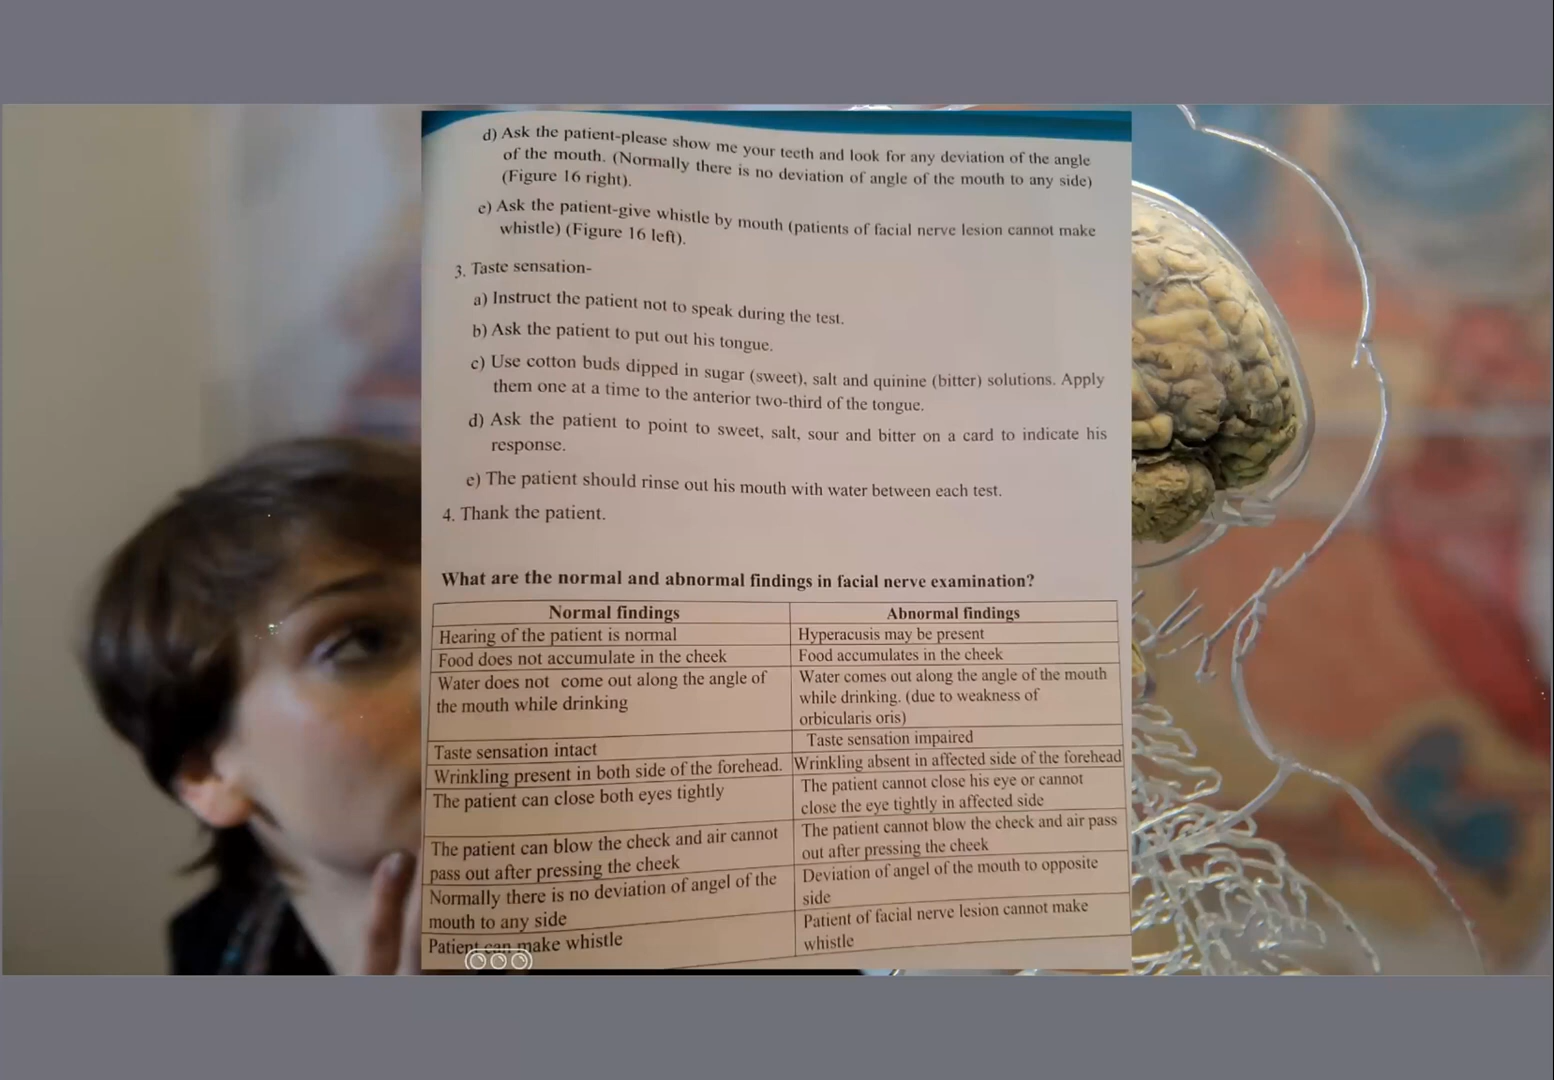 d) Ask the patient-please show me your teeth and look for any deviation of the angle
of the mouth. (Normally there is no deviation of angle of the mouth to any side)
(Figure 16 right).
e) Ask the patient-give whistle by mouth (patients of facial nerve lesion cannot make
whistle) (Figure 16 left).
3. Taste sensation-
a) Instruct the patient not to speak during the test.
b) Ask the patient to put out his tongue.
c) Use cotton buds dipped in sugar (sweet), salt and quinine (bitter) solutions. Apply
them one at a time to the anterior two-third of the tongue.
d) Ask the patient to point to sweet, salt, sour and bitter on a card to indicate his
response.
e) The patient should rinse out his mouth with water between each test.
4. Thank the patient.
What are the normal and abnormal findings in facial nerve examination?
Normal findings
Abnormal findings
Hearing of the patient is normal
Hyperacusis may be present
Food does not accumulate in the cheek
Food accumulates in the cheek
Water does not come out along the angle of
the mouth while drinking
Water comes out along the angle of the mouth
while drinking. (due to weakness of
orbicularis oris)
Taste sensation intact
Taste sensation impaired
Wrinkling present in both side of the forehead.
Wrinkling absent in affected side of the forehead
The patient can close both eyes tightly
The patient cannot close his eye or cannot
close the eye tightly in affected side
The patient can blow the check and air cannot
pass out after pressing the cheek
The patient cannot blow the check and air pass
out after pressing the cheek
Normally there is no deviation of angel of the
mouth to any side
Deviation of angel of the mouth to opposite
side
Patient can make whistle
Patient of facial nerve lesion cannot make
whistle